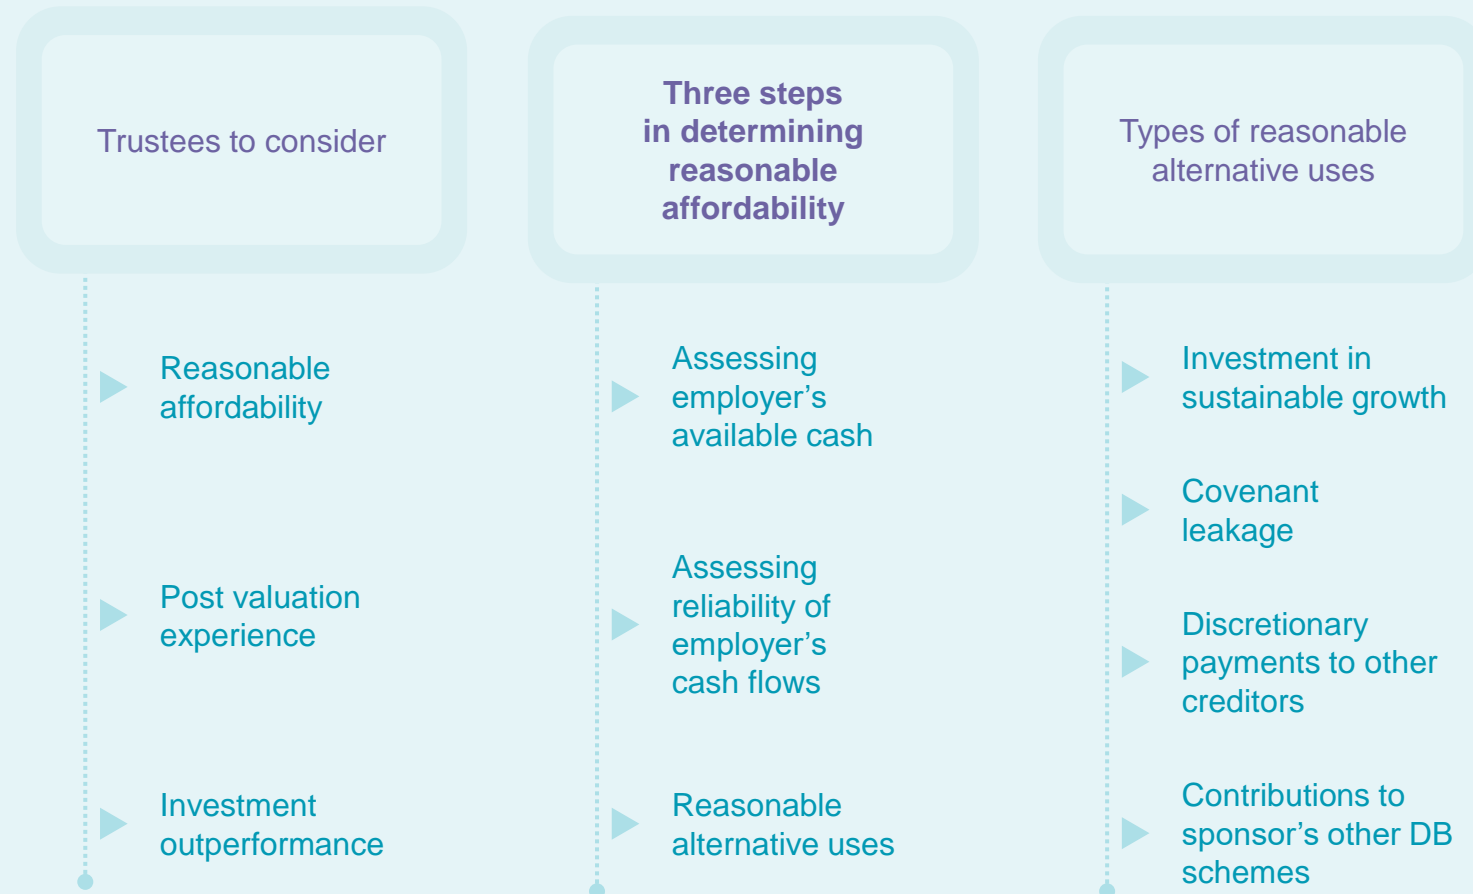 Trustees to consider
Reasonable
affordability
Post valuation
experience
Investment
outperformance
Three steps
in determining
reasonable
affordability
Assessing
employer’s
available cash
Assessing
reliability of
employer’s
cash flows
Reasonable
alternative uses
Types of reasonable
alternative uses
Investment in
sustainable growth
Covenant
leakage
Discretionary
payments to other
creditors
Contributions to
sponsor’s other DB
schemes